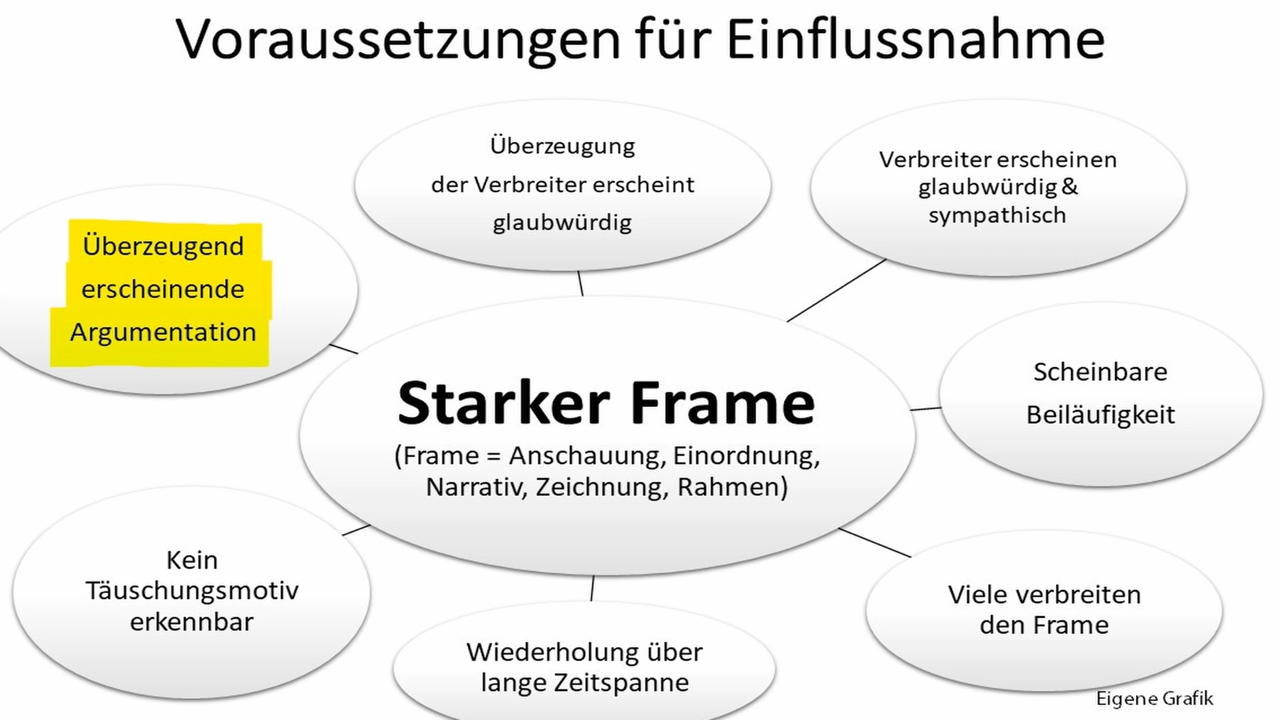 Voraussetzungen für Einflussnahme
Überzeugung
der Verbreiter erscheint
glaubwürdig
Verbreiter erscheinen
glaubwürdig &
sympathisch
Überzeugend
erscheinende
Argumentation
Starker Frame
(Frame = Anschauung, Einordnung,
Narrativ, Zeichnung, Rahmen)
Scheinbare
Beiläufigkeit
Kein
Täuschungsmotiv
erkennbar
Wiederholung über
lange Zeitspanne
Viele verbreiten
den Frame
Eigene Grafik